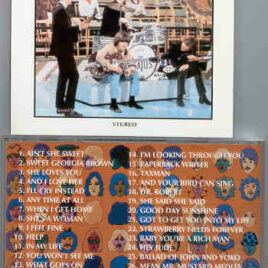 STEREO
1. AIN'T SHE SWEET
2. SWEET GEORGIA BROWN
3. SHE LOVES YOU
4. AND I LOVE HER
5. I'LL CRY INSTEAD
6. ANY TIME AT ALL
7. WHEN I GET HOME
8. SHE'S A WOMAN
9. I FEEL FINE
10. HELP
11. IN MY LIFE
12. YOU WON'T SEE ME
13. WHAT GOES ON
14. I'M LOOKING THROUGH YOU
15. PAPERBACK WRITER
16. TAXMAN
17. AND YOUR BIRD CAN SING
18. DR. ROBERT
19. SHE SAID SHE SAID
20. GOOD DAY SUNSHINE
21. GOT TO GET YOU INTO MY LIFE
22. STRAWBERRY FIELDS FOREVER
23. BABY YOU'RE A RICH MAN
24. HEY JUDE
25. BALLAD OF JOHN AND YOKO
26. MEAN MR. MUSTARD MEDLEY